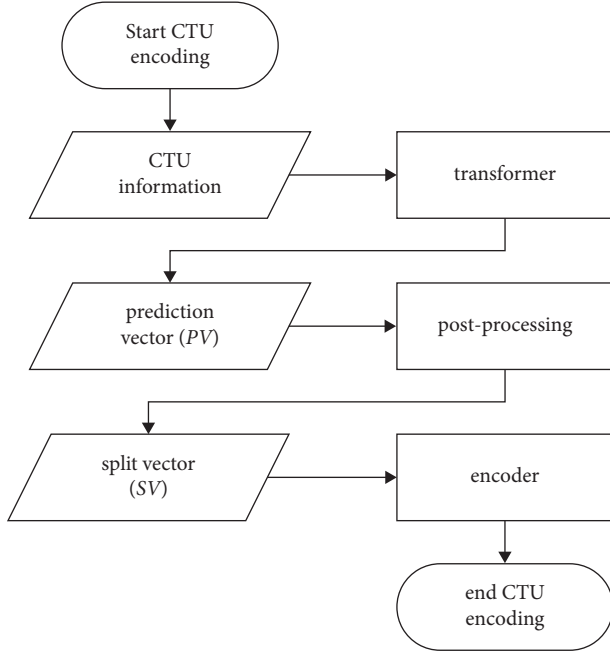 Start CTU
encoding
CTU
information
transformer
prediction
vector (PV)
post-processing
split vector
(SV)
encoder
end CTU
encoding